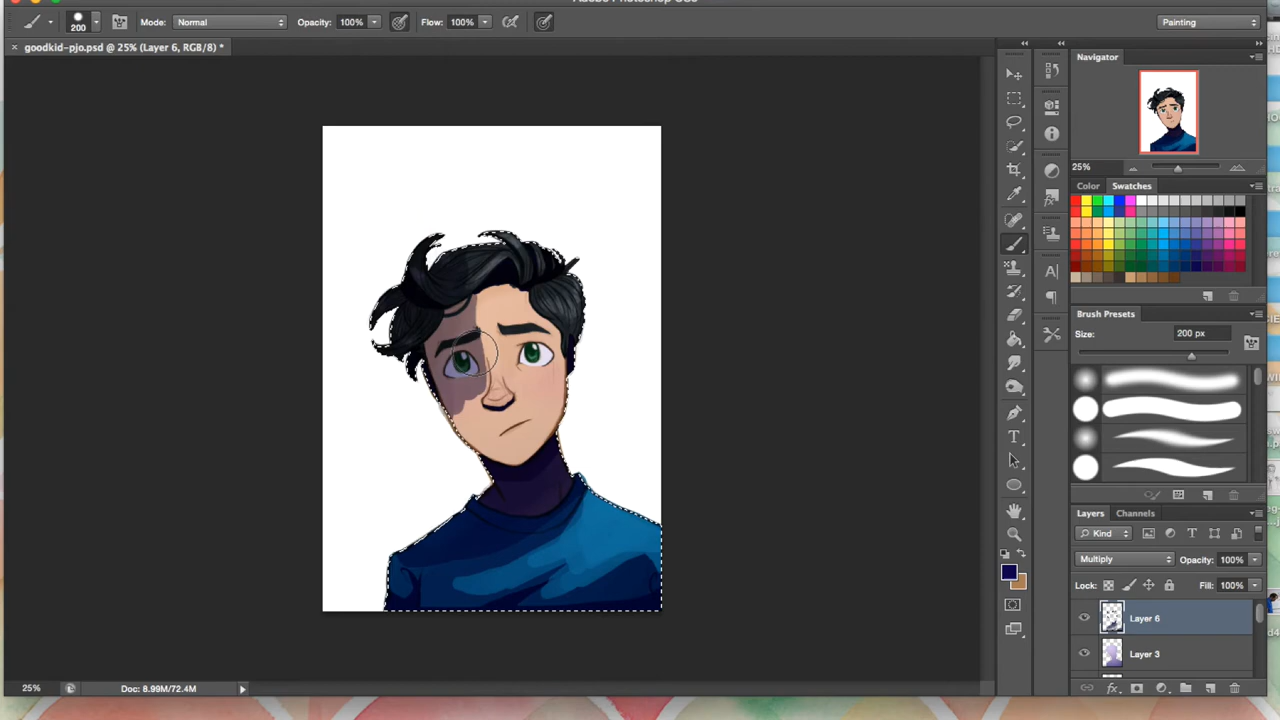 200
Mode: Normal
Opacity: 100%
Flow: 100%
Painting
× goodkid-pjo.psd @ 25% (Layer 6, RGB/8) *
Navigator
25%
Color Swatches
Brush Presets
Size: 200 px
Layers Channels
Kind
Multiply
Opacity: 100%
Lock:
Fill: 100%
Layer 6
Layer 3
25%
Doc: 8.99M/72.4M